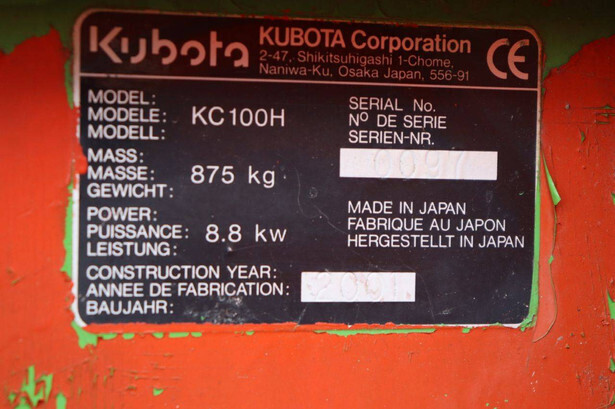 Kubota
KUBOTA Corporation
2-47, Shikitsuhigashi 1-Chome,
Naniwa-Ku, Osaka Japan, 556-91
CE
MODEL:
MODELE: KC100H
MODELL:
SERIAL No.
Nº DE SERIE
SERIEN-NR.
MASS:
MASSE: 875 kg
GEWICHT:
POWER:
PUISSANCE: 8.8 kw
LEISTUNG:
MADE IN JAPAN
FABRIQUE AU JAPON
HERGESTELLT IN JAPAN
CONSTRUCTION YEAR:
ANNEE DE FABRICATION:
BAUJAHR: